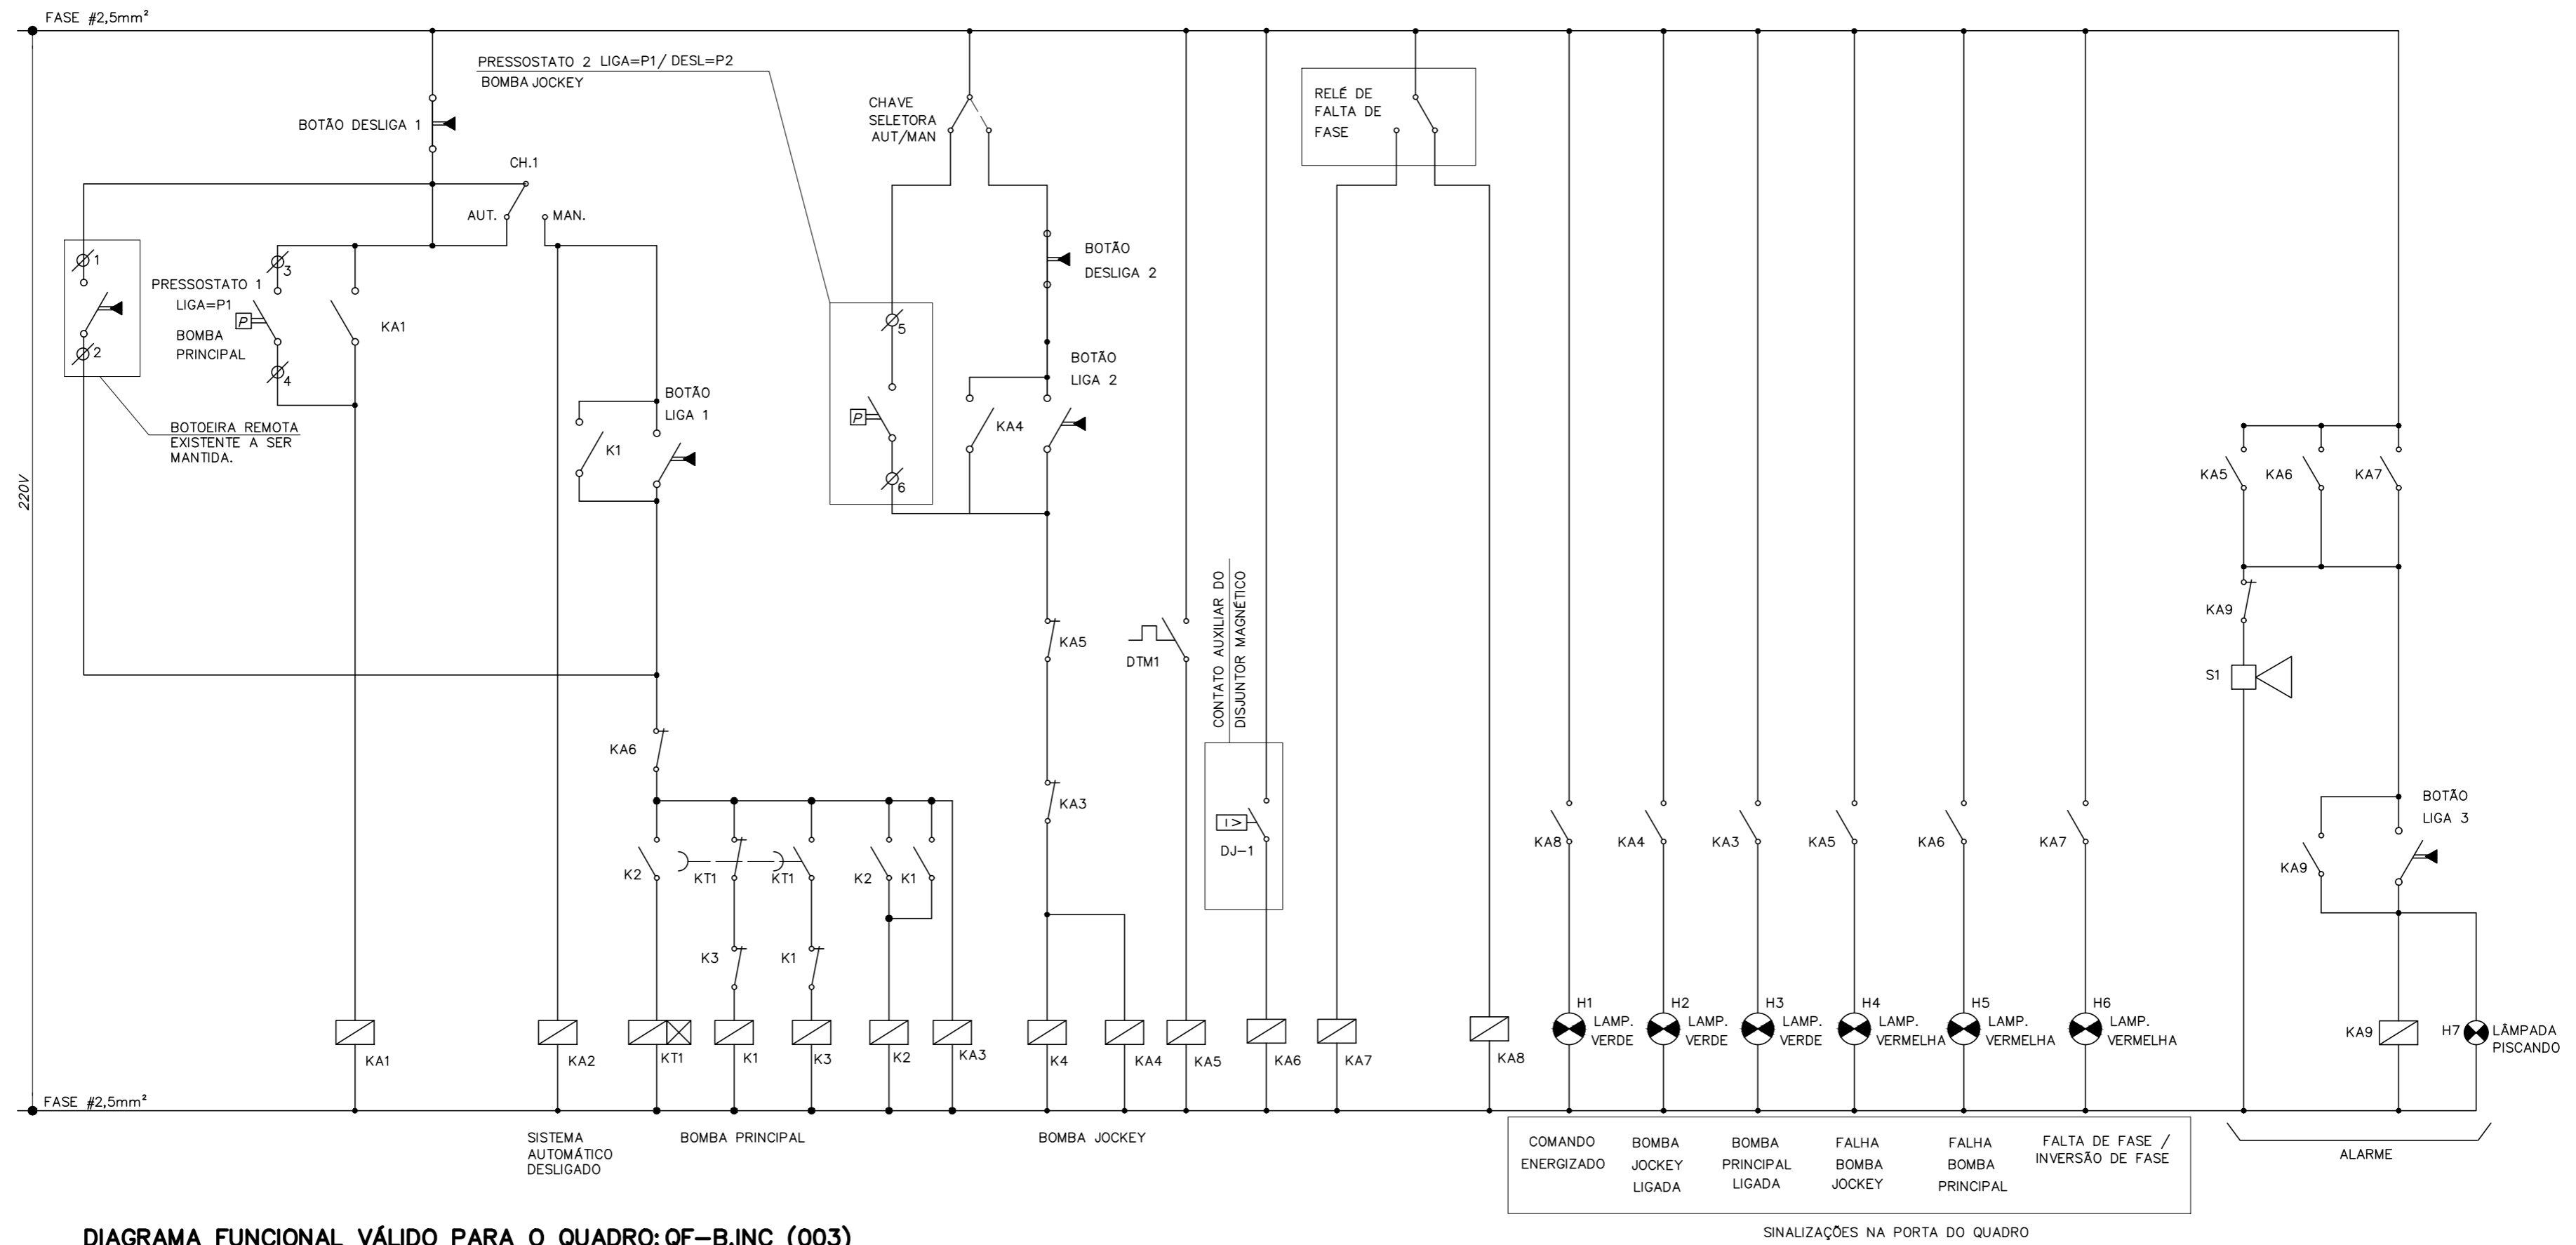 FASE #2,5mm²
PRESSOSTATO 2 LIGA=P1/ DESL=P2
BOMBA JOCKEY
BOTÃO DESLIGA 1
CH.1
AUT.
MAN.
CHAVE
SELETORA
AUT/MAN
RELÉ DE
FALTA DE
FASE
1
2
3
4
PRESSOSTATO 1
LIGA=P1
BOMBA
PRINCIPAL
P
KA1
BOTOEIRA REMOTA
EXISTENTE A SER
MANTIDA.
220V
BOTÃO
LIGA 1
K1
5
P
6
BOTÃO
DESLIGA 2
BOTÃO
LIGA 2
KA4
KA5
KA3
DTM1
CONTATO AUXILIAR DO
DISJUNTOR MAGNÉTICO
I>
DJ-1
KA6
K2
KT1
KT1
K2
K1
K3
K1
KA8
KA4
KA3
KA5
KA6
KA7
KA5
KA6
KA7
KA9
S1
BOTÃO
LIGA 3
KA9
KA1
KA2
KT1
K1
K3
K2
KA3
K4
KA4
KA5
KA6
KA7
KA8
H1
LAMP.
VERDE
H2
LAMP.
VERDE
H3
LAMP.
VERDE
H4
LAMP.
VERMELHA
H5
LAMP.
VERMELHA
H6
LAMP.
VERMELHA
KA9
H7
LÂMPADA
PISCANDO
FASE #2,5mm²
SISTEMA
AUTOMÁTICO
DESLIGADO
BOMBA PRINCIPAL
BOMBA JOCKEY
COMANDO
ENERGIZADO
BOMBA
JOCKEY
LIGADA
BOMBA
PRINCIPAL
LIGADA
FALHA
BOMBA
JOCKEY
FALHA
BOMBA
PRINCIPAL
FALTA DE FASE /
INVERSÃO DE FASE
ALARME
SINALIZAÇÕES NA PORTA DO QUADRO
DIAGRAMA FUNCIONAL VÁLIDO PARA O QUADRO: QF-B.INC (003)